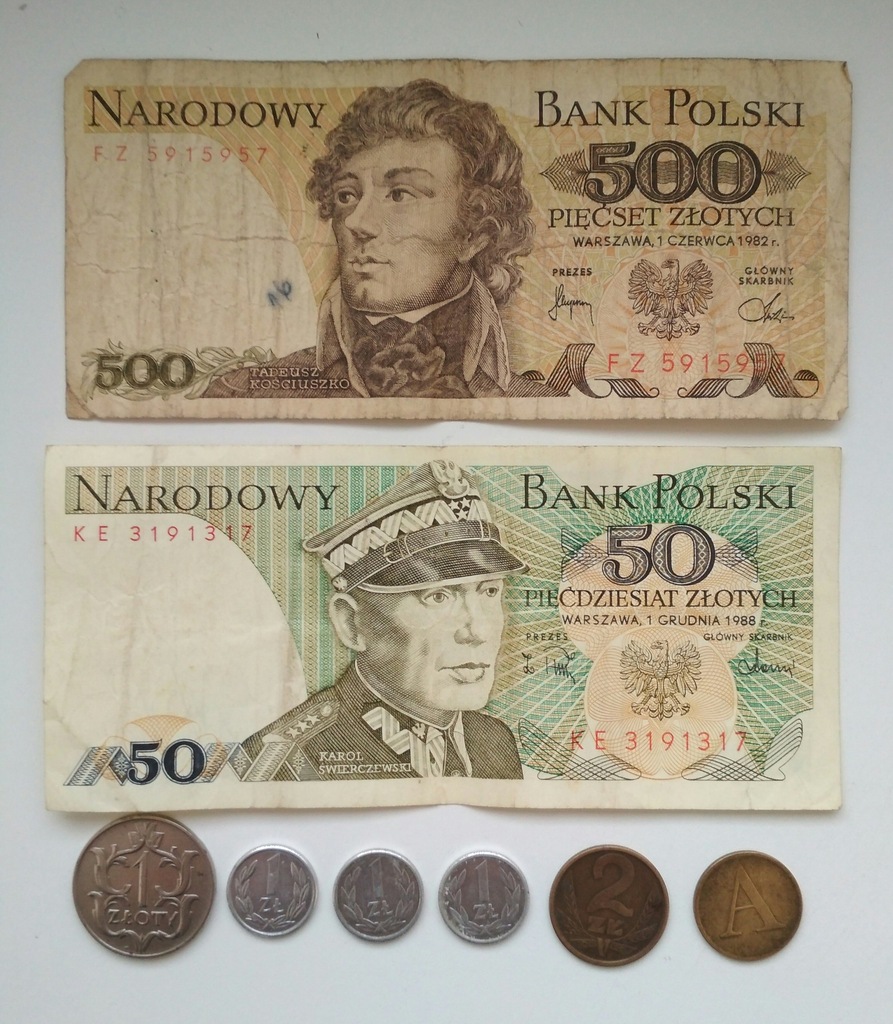 NARODOWY BANK POLSKI
FZ 5915957
500
PIĘĆSET ZŁOTYCH
WARSZAWA, 1 CZERWCA 1982 r.
PREZES
GŁÓWNY
SKARBNIK
FZ 5915957
500
TADEUSZ
KOŚCIUSZKO
NARODOWY BANK POLSKI
KE 3191317
50
PIĘĆDZIESIĄT ZŁOTYCH
WARSZAWA, 1 GRUDNIA 1988 r.
PREZES
GŁÓWNY SKARBNIK
KE 3191317
50
KAROL
ŚWIERCZEWSKI
1
ZŁOTY
1
ZŁ
1
ZŁ
1
ZŁ
2
ZŁ
A